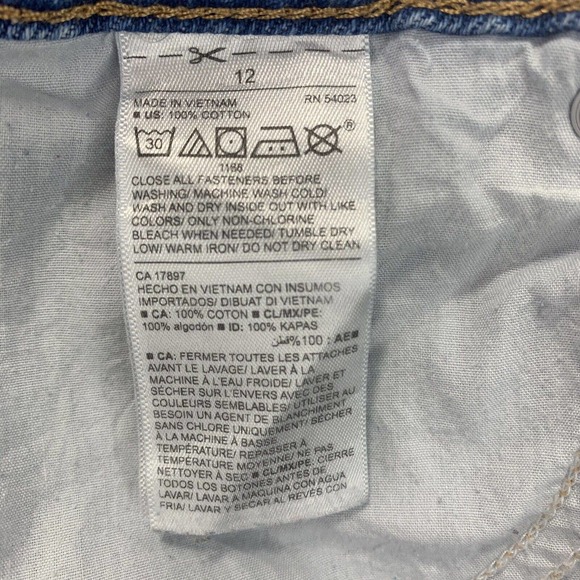 12
MADE IN VIETNAM RN 54023
■ US: 100% COTTON
30 ®
1166
CLOSE ALL FASTENERS BEFORE
WASHING/ MACHINE WASH COLD/
WASH AND DRY INSIDE OUT WITH LIKE
COLORS/ ONLY NON-CHLORINE
BLEACH WHEN NEEDED/ TUMBLE DRY
LOW/ WARM IRON/ DO NOT DRY CLEAN
CA 17897
HECHO EN VIETNAM CON INSUMOS
IMPORTADOS/ DIBUAT DI VIETNAM
■ CA: 100% COTON ■ CL/MX/PE:
100% algodón ■ ID: 100% KAPAS
■AE: 100% قطن
■ CA: FERMER TOUTES LES ATTACHES
AVANT LE LAVAGE/ LAVER À LA
MACHINE À L'EAU FROIDE/ LAVER ET
SÉCHER SUR L'ENVERS AVEC DES
COULEURS SEMBLABLES/ UTILISER AU
BESOIN UN AGENT DE BLANCHIMENT
SANS CHLORE UNIQUEMENT/ SÉCHER
À LA MACHINE À BASSE
TEMPÉRATURE/ REPASSER À
TEMPÉRATURE MOYENNE/ NE PAS
NETTOYER À SEC ■ CL/MX/PE: CIERRE
TODOS LOS BOTONES ANTES DE
LAVAR/ LAVAR A MAQUINA CON AGUA
FRIA/ LAVAR Y SECAR AL REVÉS CON